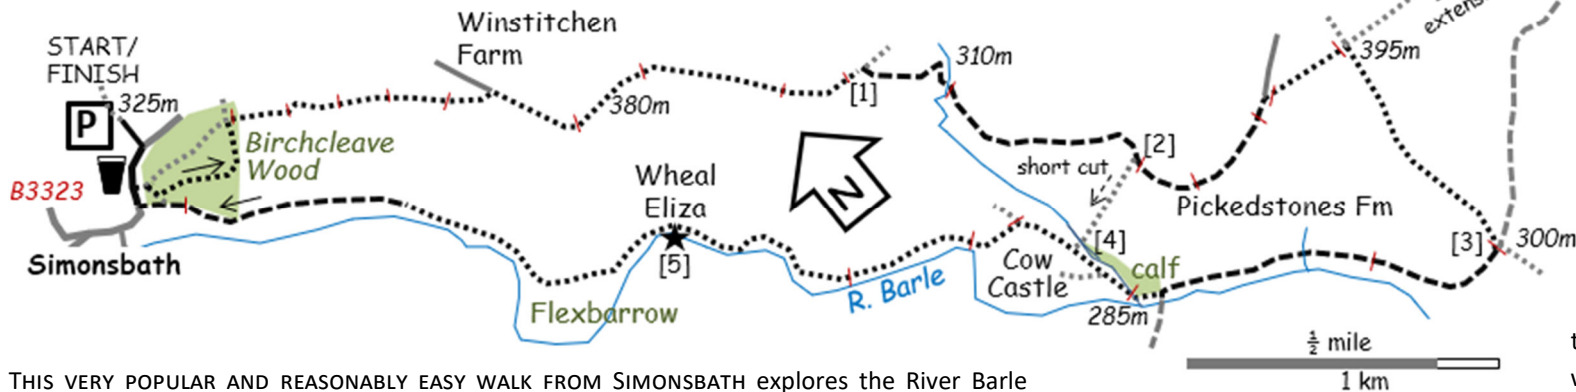 START/
FINISH
P
325m
B3323
Simonsbath
Birchcleave
Wood
Winstitchen
Farm
380m
Wheal
Eliza
[5]
Flexbarrow
[1]
310m
N
short cut
[2]
Pickedstones Fm
395m
[3]
300m
[4]
calf
Cow
Castle
R. Barle
285m
½ mile
1 km
THIS VERY POPULAR AND REASONABLY EASY WALK FROM SIMONSBATH explores the River Barle